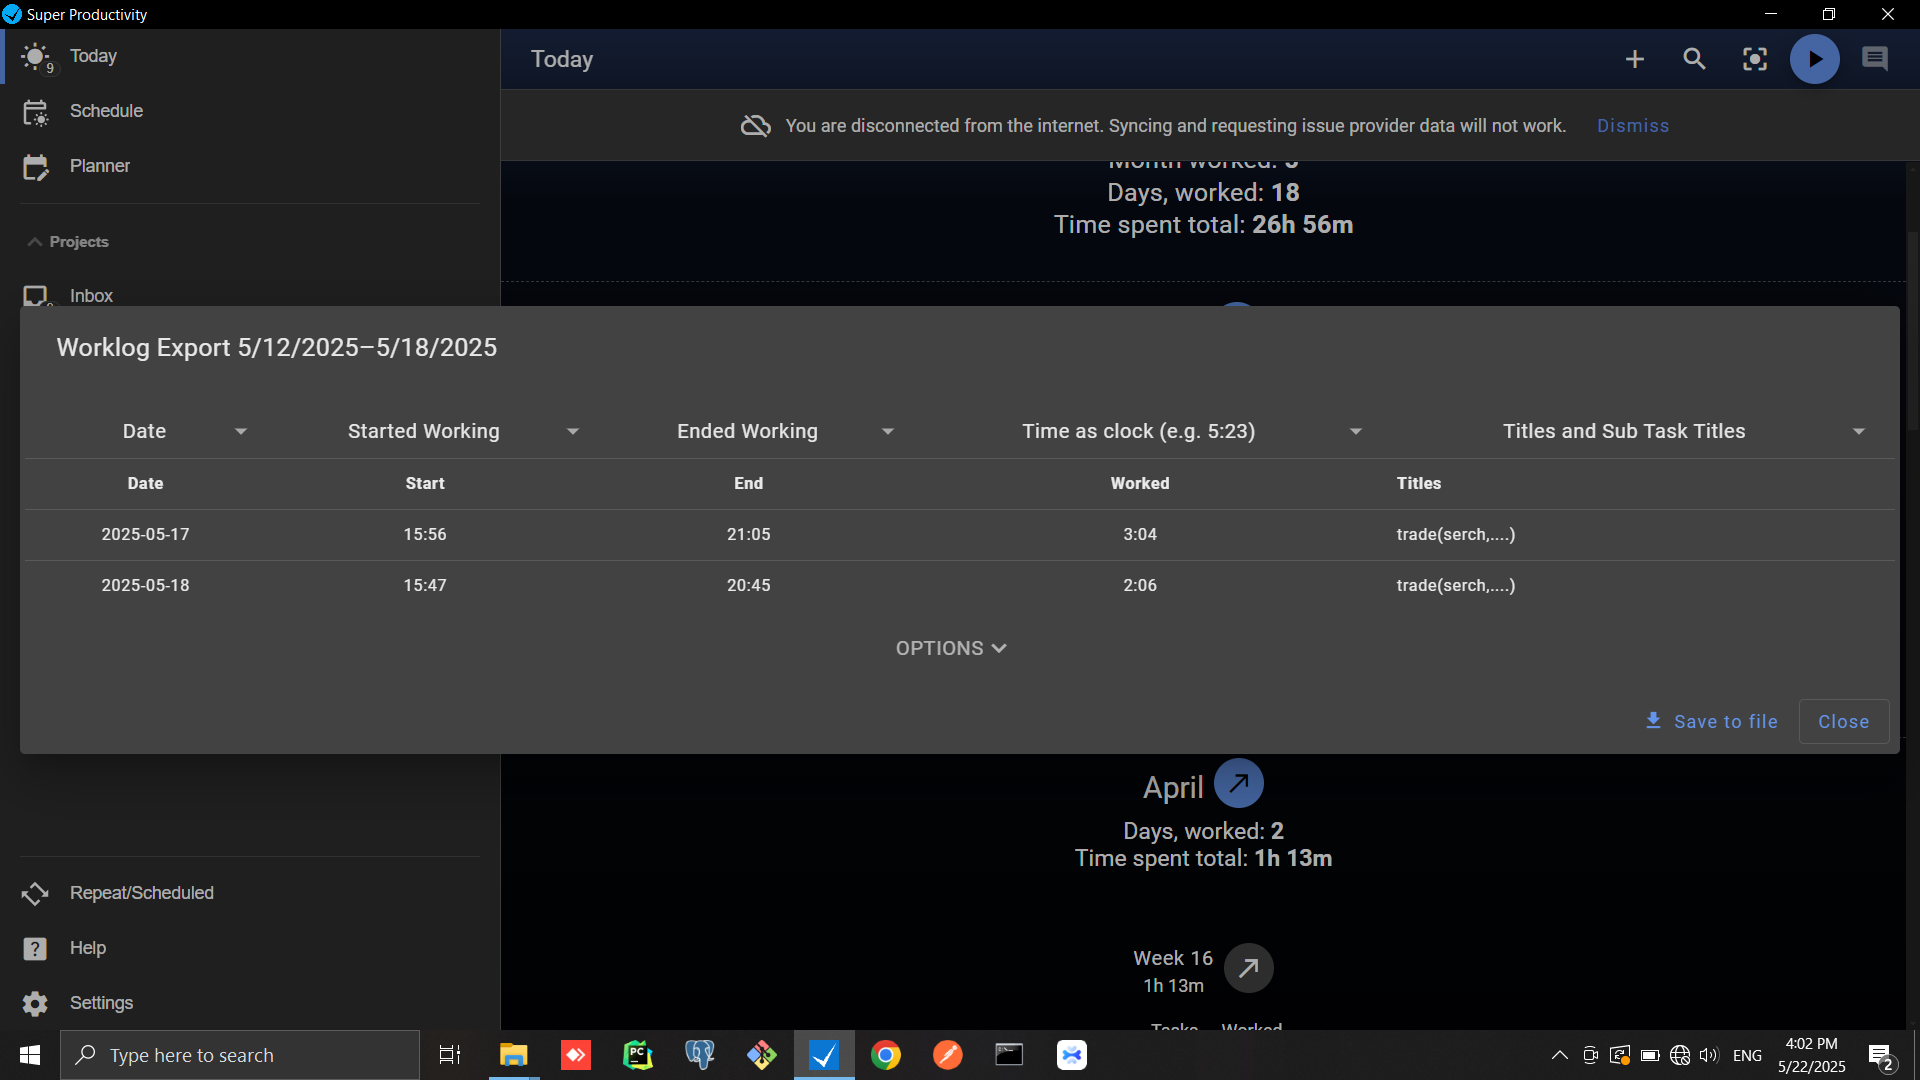 Super Productivity
Today
9
Schedule
Planner
Projects
Inbox
Today
You are disconnected from the internet. Syncing and requesting issue provider data will not work. Dismiss
Month worked:
Days, worked: 18
Time spent total: 26h 56m
Worklog Export 5/12/2025–5/18/2025
Date Started Working Ended Working Time as clock (e.g. 5:23) Titles and Sub Task Titles
Date Start End Worked Titles
2025-05-17 15:56 21:05 3:04 trade(serch,....)
2025-05-18 15:47 20:45 2:06 trade(serch,....)
OPTIONS
Save to file Close
April
Days, worked: 2
Time spent total: 1h 13m
Week 16
1h 13m
Tasks Worked
Repeat/Scheduled
Help
Settings
Type here to search
PC
ENG
4:02 PM
5/22/2025
2